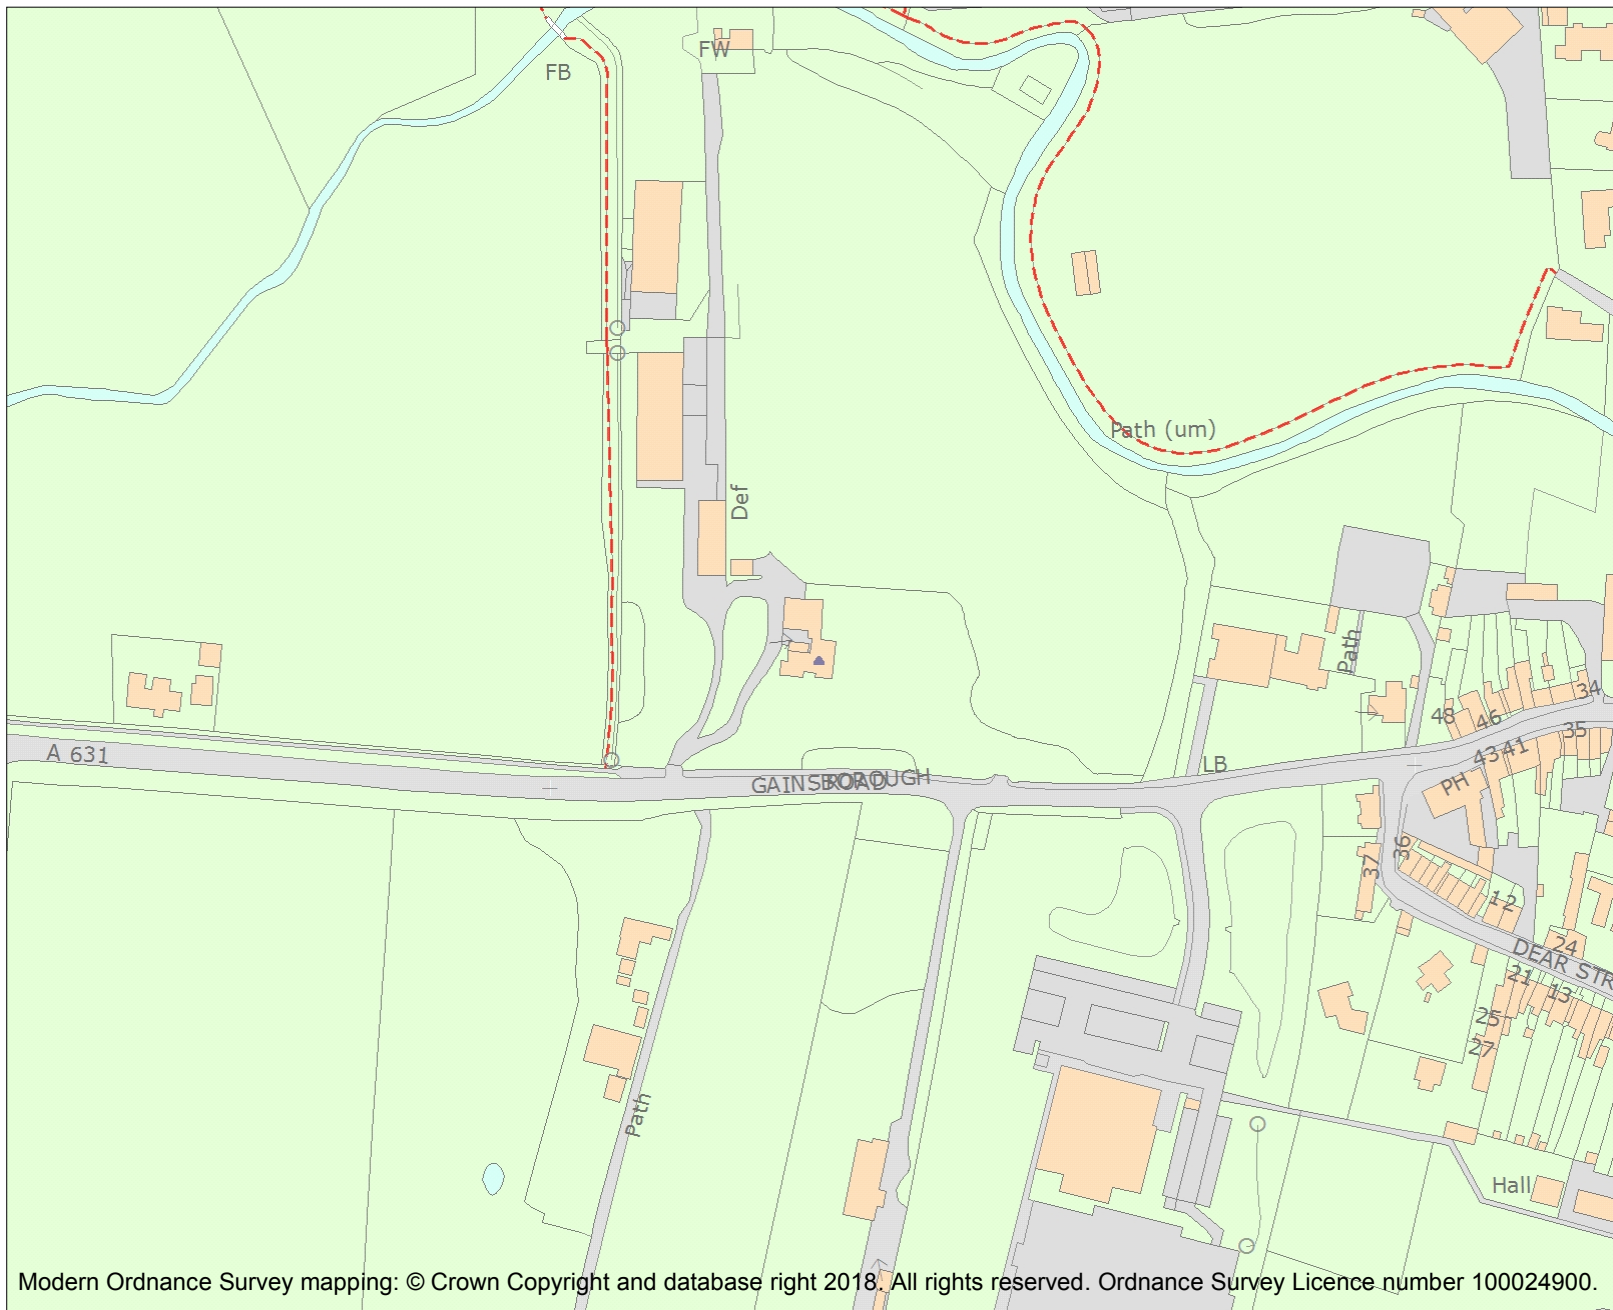 FW
FB
Path (um)
Def
Path
34
48
46
35
A 631
LB
43
41
GAINSBOROUGH
ROAD
PH
36
37
12
24
DEAR STR
21
13
25
27
Path
Hall
Modern Ordnance Survey mapping: © Crown Copyright and database right 2018. All rights reserved. Ordnance Survey Licence number 100024900.